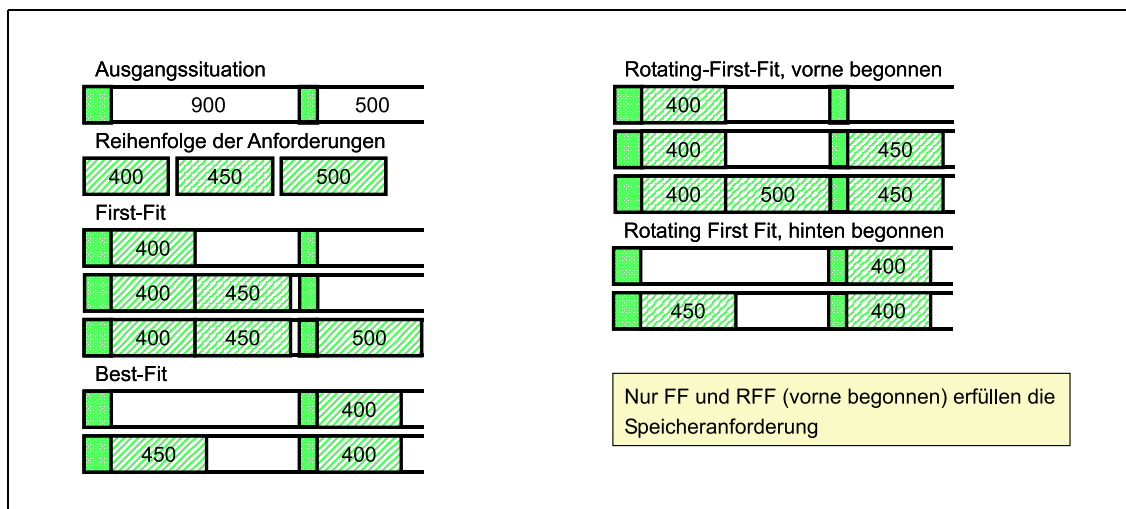 Ausgangssituation
900 500
Reihenfolge der Anforderungen
400 450 500
First-Fit
400
400 450
400 450 500
Best-Fit
400
450 400
Rotating-First-Fit, vorne begonnen
400
400 450
400 500 450
Rotating First Fit, hinten begonnen
400
450 400
Nur FF und RFF (vorne begonnen) erfüllen die
Speicheranforderung